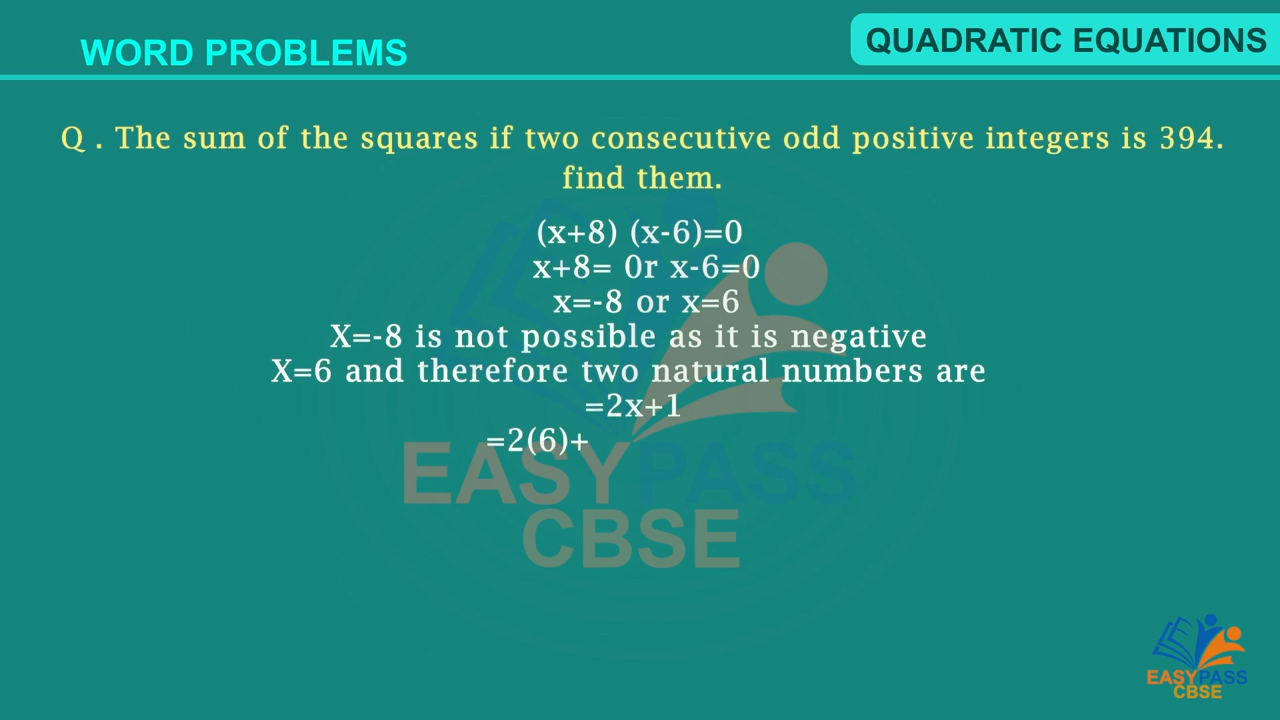 WORD PROBLEMS
QUADRATIC EQUATIONS
Q . The sum of the squares if two consecutive odd positive integers is 394.
find them.
(x+8) (x-6)=0
x+8= 0r x-6=0
x=-8 or x=6
X=-8 is not possible as it is negative
X=6 and therefore two natural numbers are
=2x+1
=2(6)+
EASYPASS
CBSE
EASYPASS
CBSE